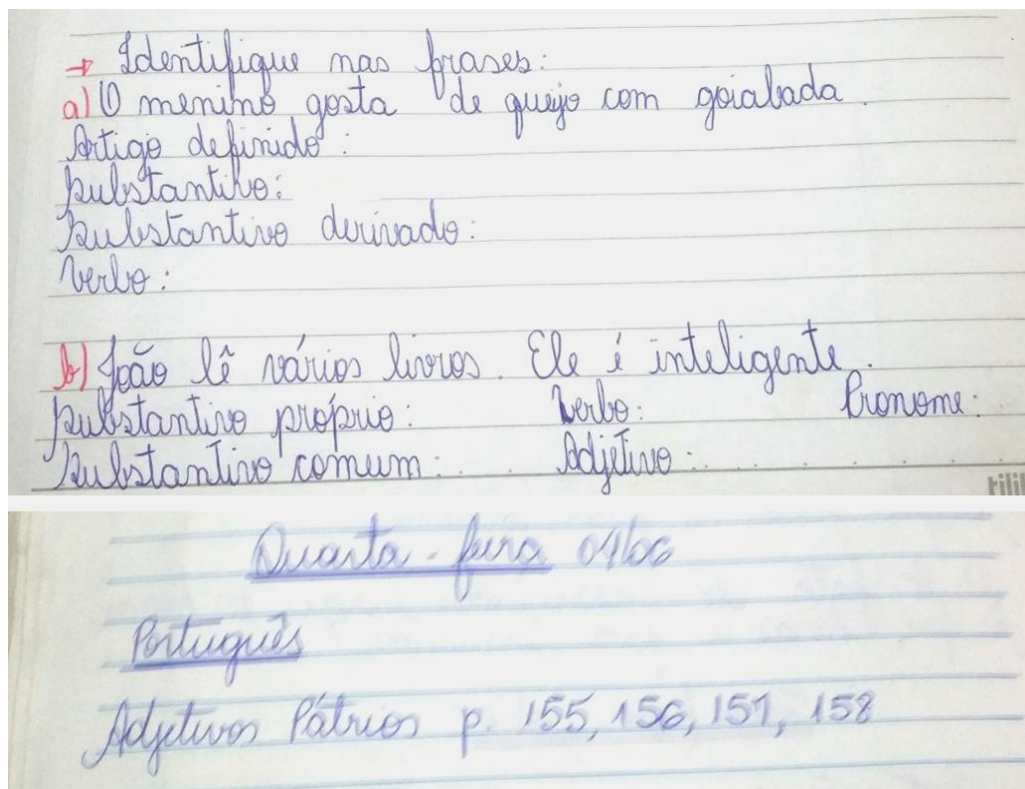 → Identifique nas frases:
a) O menino gosta de queijo com goiabada.
Artigo definido:
Substantivo:
Substantivo derivado:
Verbo:
b) João lê vários livros. Ele é inteligente.
Substantivo próprio: Verbo: Pronome:
Substantivo comum: Adjetivo:
Quarta-feira 04/06
Português
Adjetivos Pátrios p. 155, 156, 157, 158